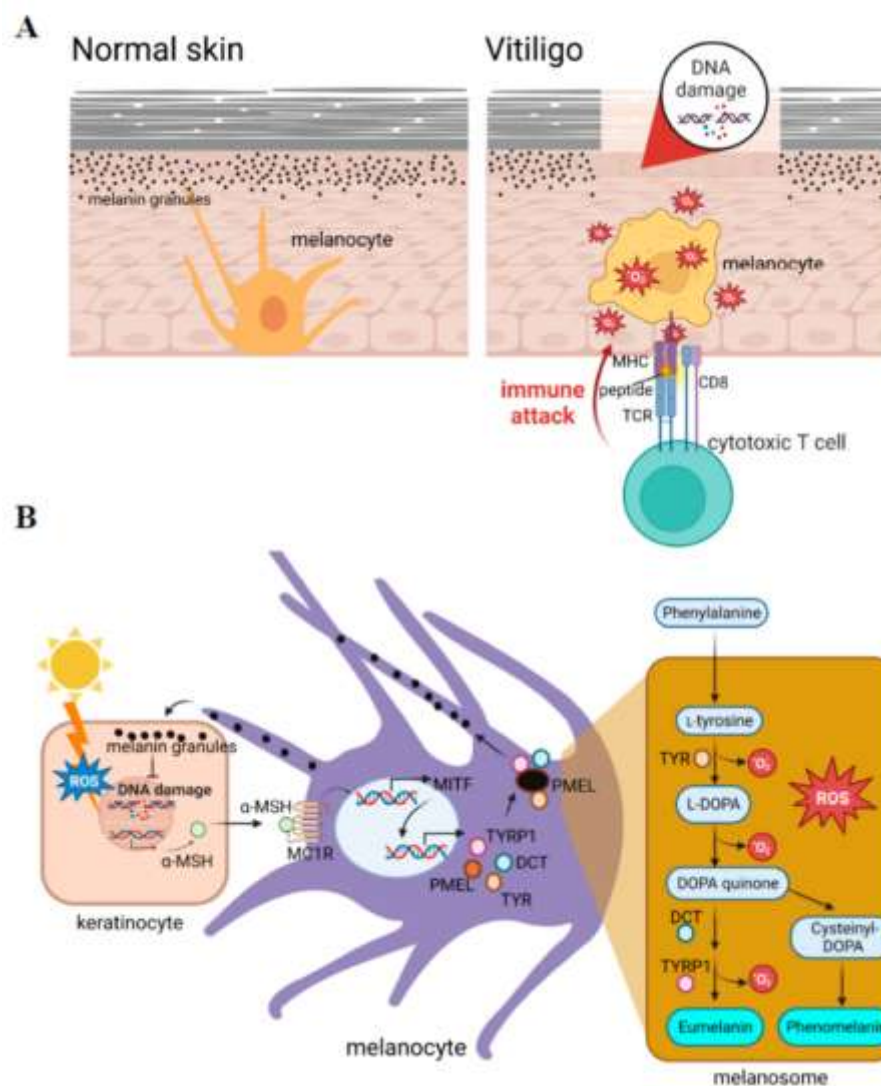 A
Normal skin
melanin granules
melanocyte
Vitiligo
DNA
damage
melanocyte
MHC
peptide
TCR
CD8
immune
attack
cytotoxic T cell
B
melanin granules
ROS
DNA damage
α-MSH
keratinocyte
α-MSH
MC1R
MITF
TYRP1
DCT
PMEL
TYR
PMEL
melanocyte
Phenylalanine
L-tyrosine
TYR
L-DOPA
ROS
DOPA quinone
DCT
Cysteinyl-
DOPA
TYRP1
Eumelanin
Phenomelanin
melanosome